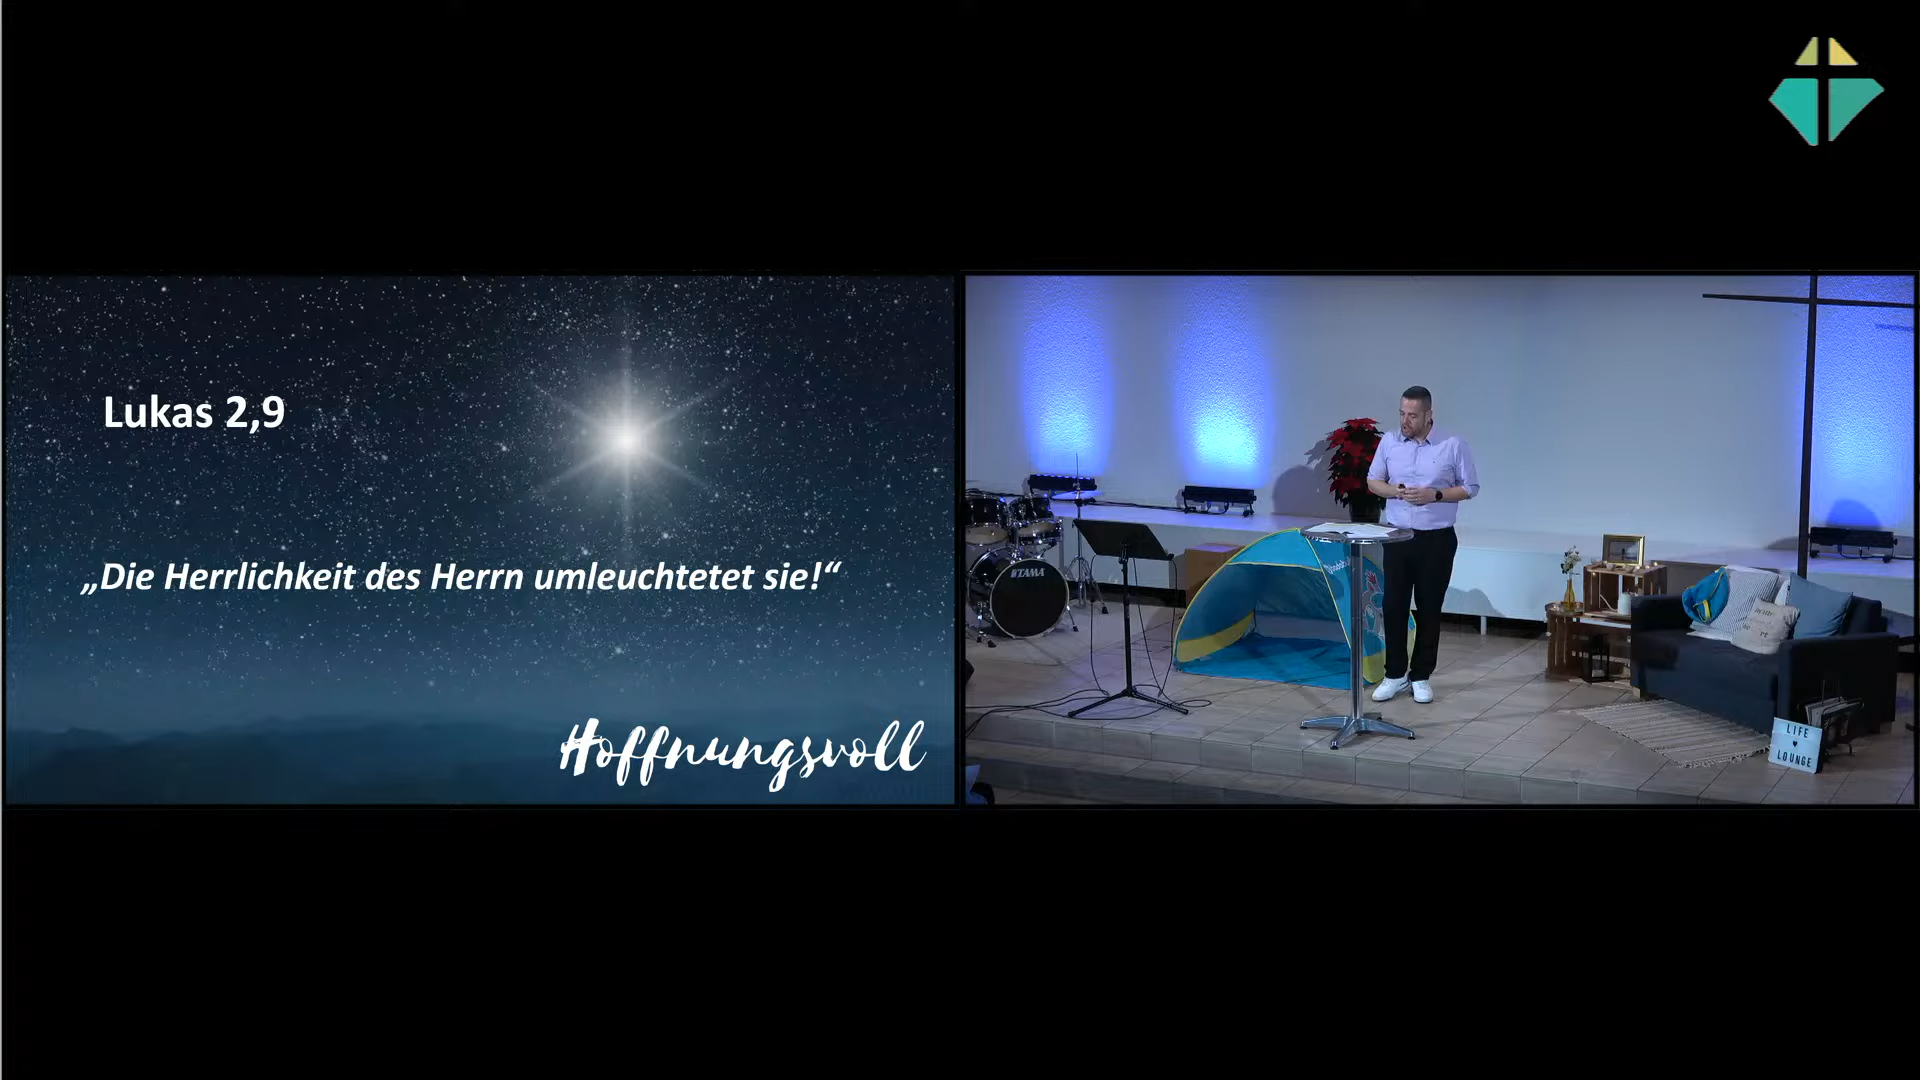 Lukas 2,9
„Die Herrlichkeit des Herrn umleuchtetet sie!“
Hoffnungsvoll
TAMA
LIFE
♥
LOUNGE